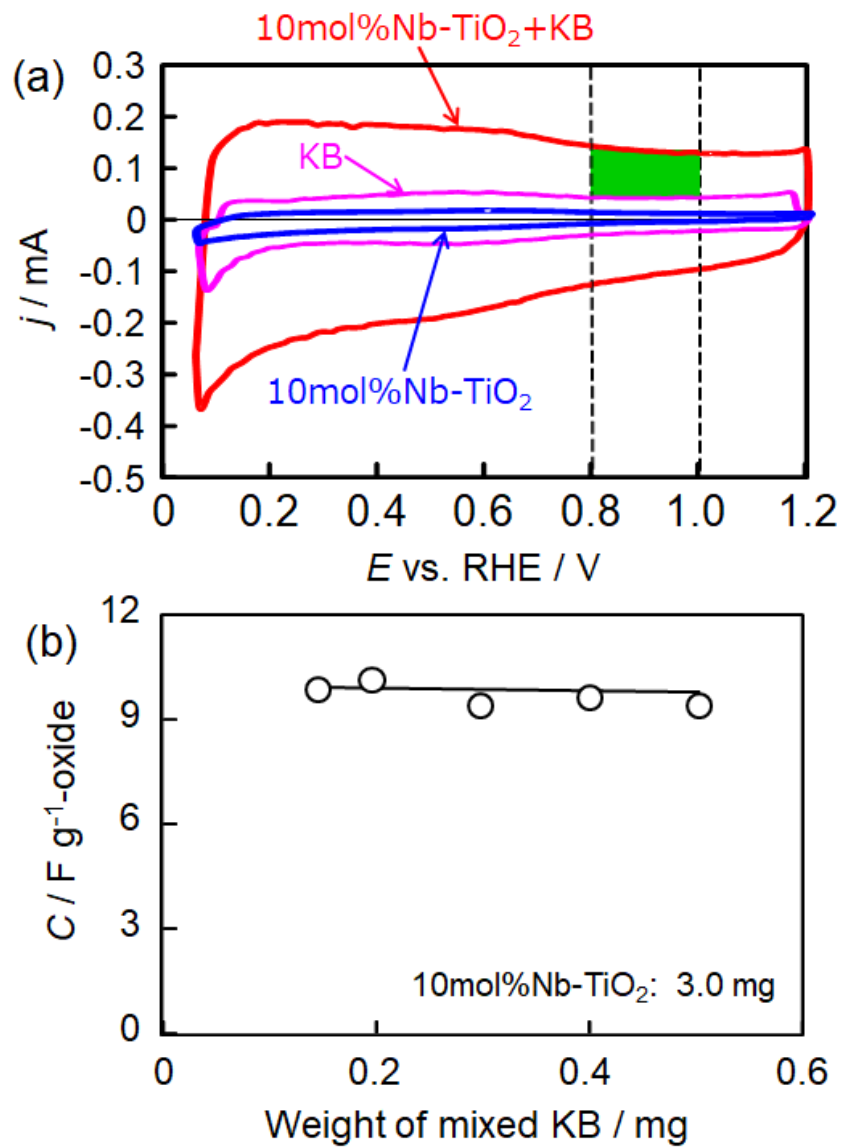 10mol%Nb-TiO₂+KB
(a)
0.3
0.2
KB
0.1
0
-0.1
-0.2
10mol%Nb-TiO₂
-0.3
-0.4
-0.5
j / mA
0 0.2 0.4 0.6 0.8 1.0 1.2
E vs. RHE / V
(b)
12
9
6
3
0
C / F g⁻¹-oxide
10mol%Nb-TiO₂: 3.0 mg
0 0.2 0.4 0.6
Weight of mixed KB / mg